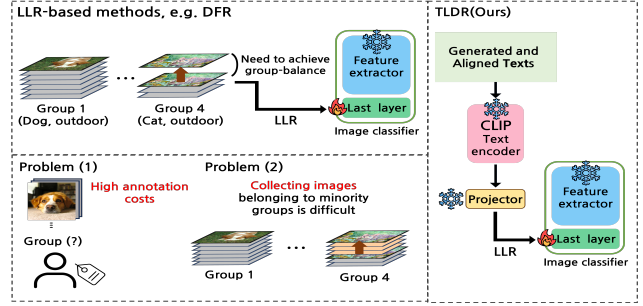 LLR-based methods, e.g. DFR
Need to achieve
group-balance
...
Group 1
(Dog, outdoor)
Group 4
(Cat, outdoor)
LLR
Feature
extractor
Last layer
Image classifier
Problem (1)
High annotation
costs
Group (?)
Problem (2)
Collecting images
belonging to minority
groups is difficult
...
Group 1
Group 4
TLDR(Ours)
Generated and
Aligned Texts
CLIP
Text
encoder
Projector
LLR
Feature
extractor
Last layer
Image classifier